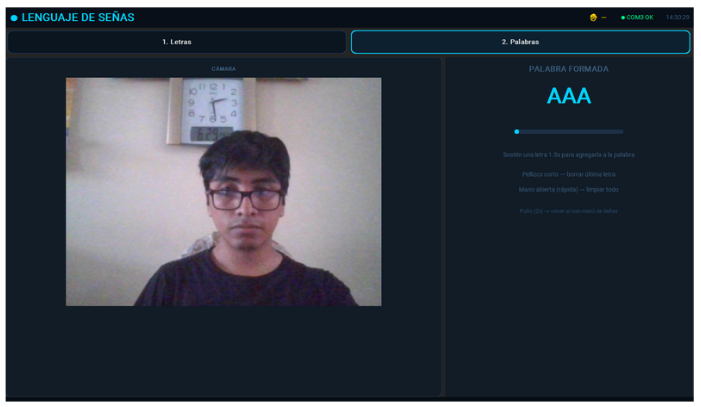 LENGUAJE DE SEÑAS
COM3 OK 14:30:29
1. Letras
2. Palabras
CÁMARA
PALABRA FORMADA
AAA
Sostén una letra 1.5s para agregarla a la palabra
Pellizco corto — borrar última letra
Mano abierta (rápida) — limpiar todo